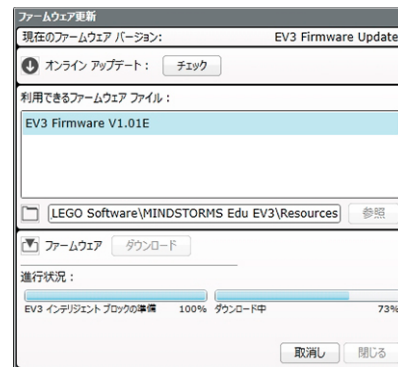 ファームウェア更新
現在のファームウェア バージョン: EV3 Firmware Update
オンライン アップデート: チェック
利用できるファームウェア ファイル:
EV3 Firmware V1.01E
LEGO Software\MINDSTORMS Edu EV3\Resources 参照
ファームウェア ダウンロード
進行状況:
EV3 インテリジェント ブロックの準備 100% ダウンロード中 73%
取消し 閉じる